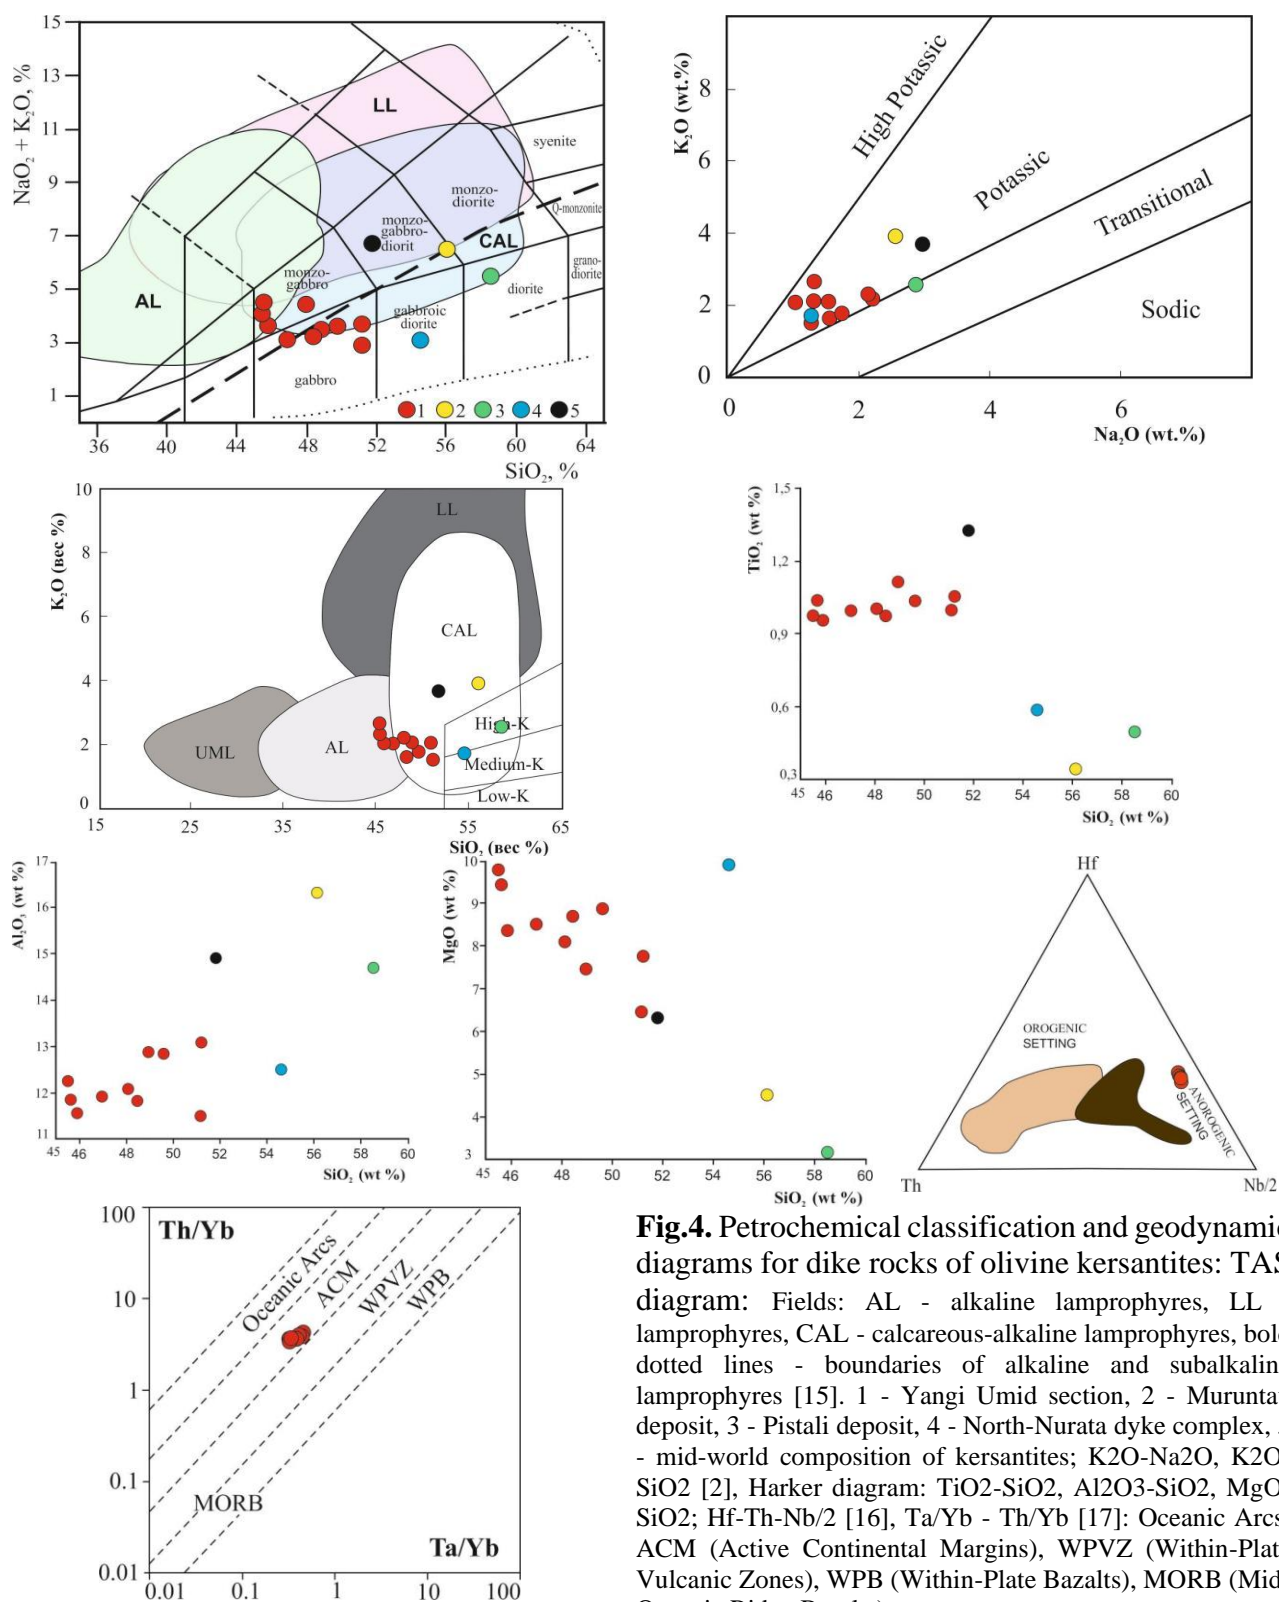 15
13
11
9
7
5
3
1
NaO₂ + K₂O, %
LL
AL
CAL
syenite
monzo-
diorite
Q-monzonite
monzo-
gabbro-
diorit
monzo-
gabbro
grano-
diorite
diorite
gabbroic
diorite
gabbro
1 2 3 4 5
36 40 44 48 52 56 60 64
SiO₂, %
K₂O (wt.%)
8
6
4
2
0
High Potassic
Potassic
Transitional
Sodic
0 2 4 6
Na₂O (wt.%)
K₂O (вес %)
10
8
6
4
2
0
LL
CAL
UML
AL
High-K
Medium-K
Low-K
15 25 35 45 55 65
SiO₂ (вес %)
TiO₂ (wt %)
1,5
1,2
0,9
0,6
0,3
45 46 48 50 52 54 56 58 60
SiO₂ (wt %)
Al₂O₃ (wt %)
17
16
15
14
13
12
11
45 46 48 50 52 54 56 58 60
SiO₂ (wt %)
MgO (wt %)
10
9
8
7
6
5
4
3
45 46 48 50 52 54 56 58 60
SiO₂ (wt %)
Hf
OROGENIC
SETTING
ANOROGENIC
SETTING
Th
Nb/2
100
10
1
0.1
0.01
Th/Yb
Oceanic Arcs
ACM
WPVZ
WPB
MORB
Ta/Yb
0.01 0.1 1 10 100
Fig.4. Petrochemical classification and geodynamic
diagrams for dike rocks of olivine kersantites: TAS
diagram: Fields: AL - alkaline lamprophyres, LL
lamprophyres, CAL - calcareous-alkaline lamprophyres, bold
dotted lines - boundaries of alkaline and subalkaline
lamprophyres [15]. 1 - Yangi Umid section, 2 - Muruntau
deposit, 3 - Pistali deposit, 4 - North-Nurata dyke complex,
- mid-world composition of kersantites; K2O-Na2O, K2O
SiO2 [2], Harker diagram: TiO2-SiO2, Al2O3-SiO2, MgO
SiO2; Hf-Th-Nb/2 [16], Ta/Yb - Th/Yb [17]: Oceanic Arcs
ACM (Active Continental Margins), WPVZ (Within-Plate
Vulcanic Zones), WPB (Within-Plate Bazalts), MORB (Mid